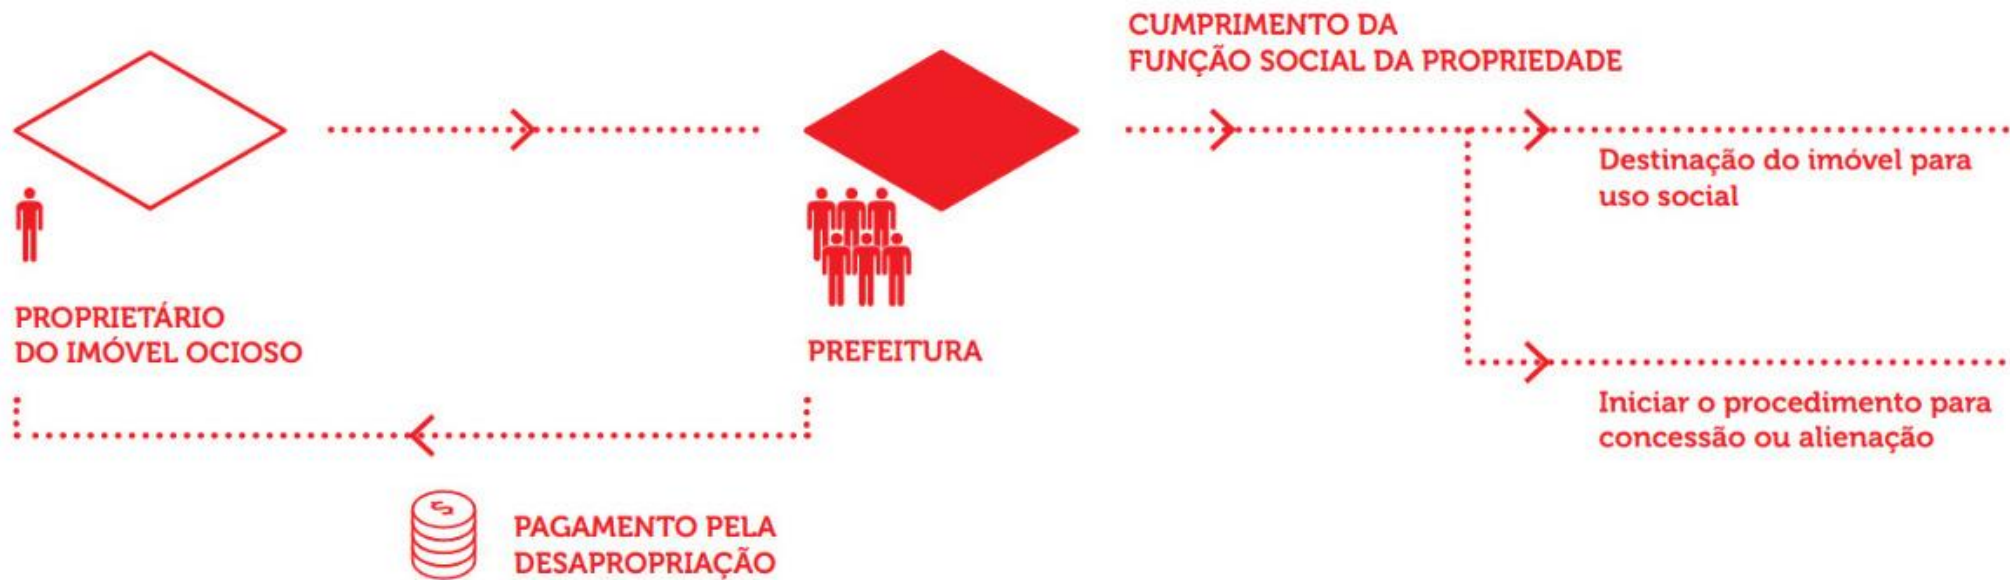 CUMPRIMENTO DA
FUNÇÃO SOCIAL DA PROPRIEDADE
Destinação do imóvel para
uso social
PROPRIETÁRIO
DO IMÓVEL OCIOSO
PREFEITURA
Iniciar o procedimento para
concessão ou alienação
$
PAGAMENTO PELA
DESAPROPRIAÇÃO